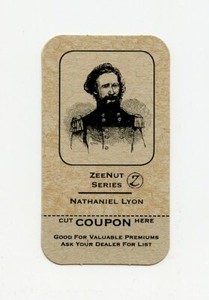 ZeeNut
Series Z
Nathaniel Lyon
CUT COUPON HERE
Good For Valuable Premiums
Ask Your Dealer For List